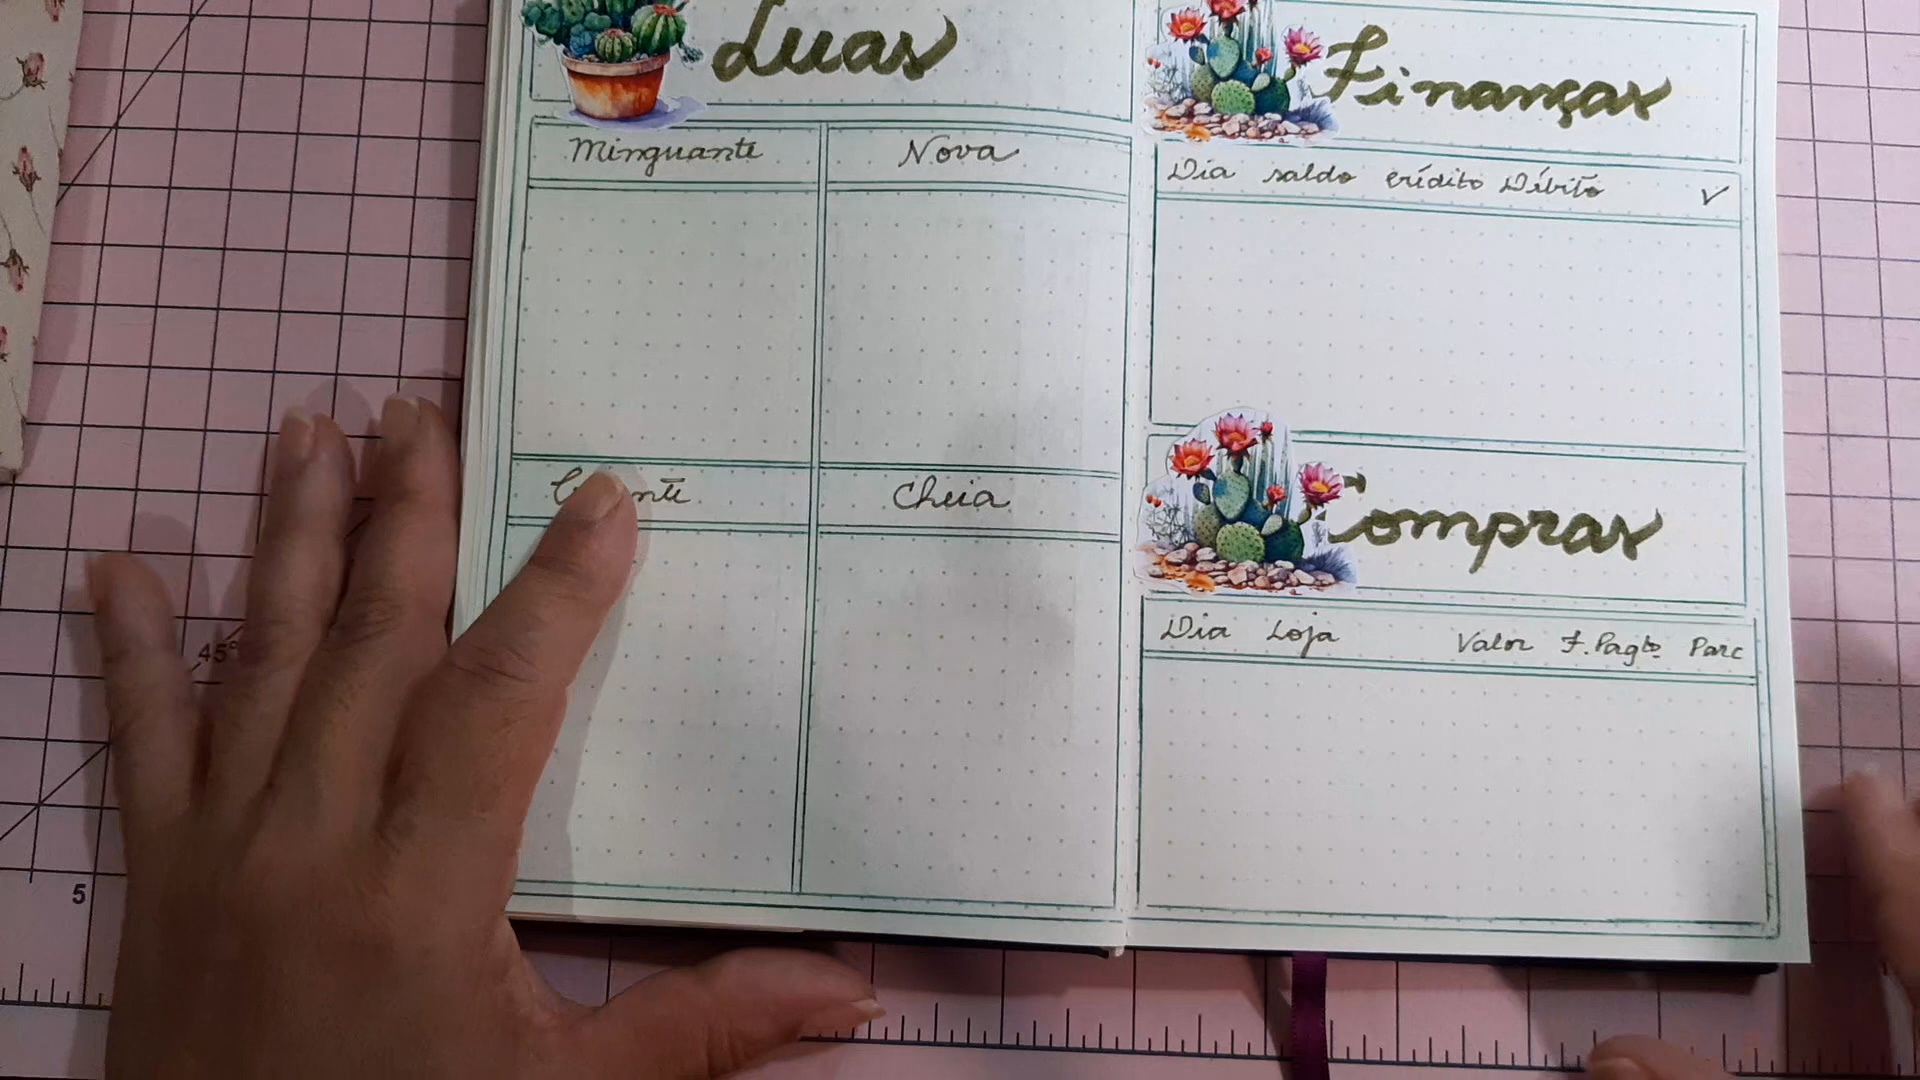 Luas
Minguante Nova
Cheia
Finanças
Dia saldo crédito Débito ✓
Compras
Dia Loja Valor F. Pagto. Parc
45°
5